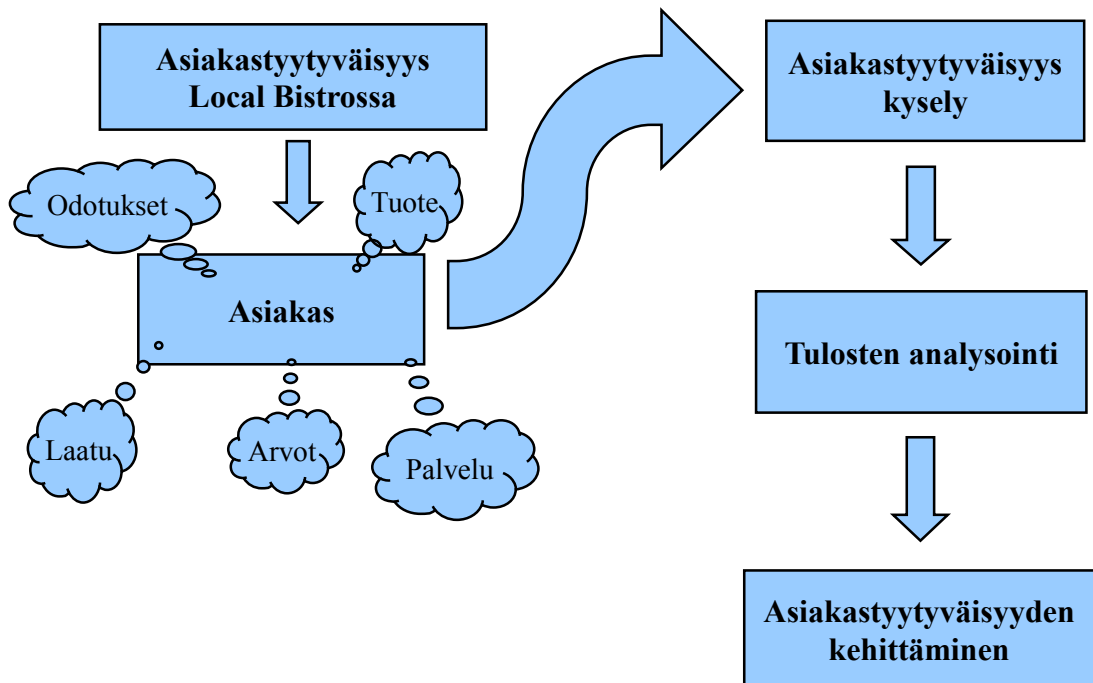 Asiakastyytyväisyys
Local Bistrossa
Odotukset
Tuote
Asiakas
Laatu
Arvot
Palvelu
Asiakastyytyväisyys
kysely
Tulosten analysointi
Asiakastyytyväisyyden
kehittäminen